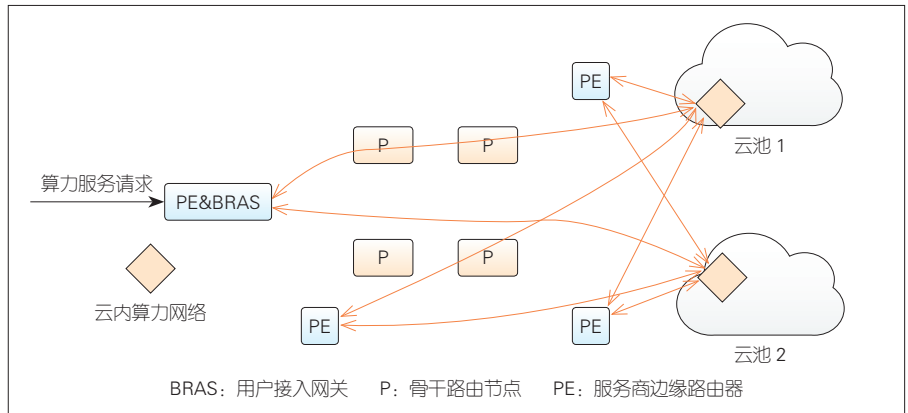 PE
云池 1
P
P
算力服务请求
PE&BRAS
P
P
云内算力网络
PE
PE
云池 2
BRAS：用户接入网关 P：骨干路由节点 PE：服务商边缘路由器